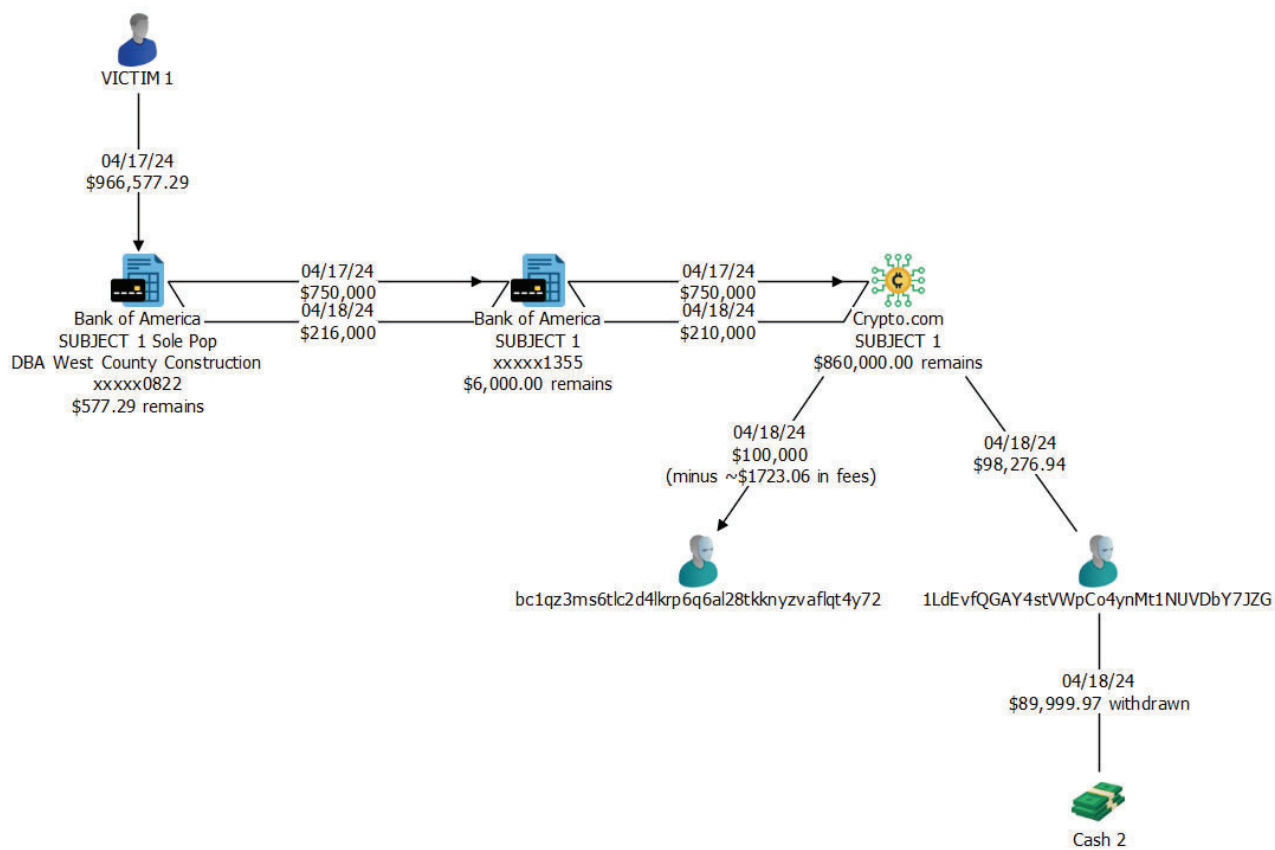 VICTIM 1
04/17/24
$966,577.29
04/17/24
$750,000
04/18/24
$216,000
04/17/24
$750,000
04/18/24
$210,000
Bank of America
SUBJECT 1 Sole Pop
DBA West County Construction
xxxxx0822
$577.29 remains
Bank of America
SUBJECT 1
xxxxx1355
$6,000.00 remains
Crypto.com
SUBJECT 1
$860,000.00 remains
04/18/24
$100,000
(minus ~$1723.06 in fees)
04/18/24
$98,276.94
bc1qz3ms6tlc2d4lkrp6q6al28tkknyzvaflqt4y72
1LdEvfQGAY4stVWpCo4ynMt1NUVDbY7JZG
04/18/24
$89,999.97 withdrawn
Cash 2